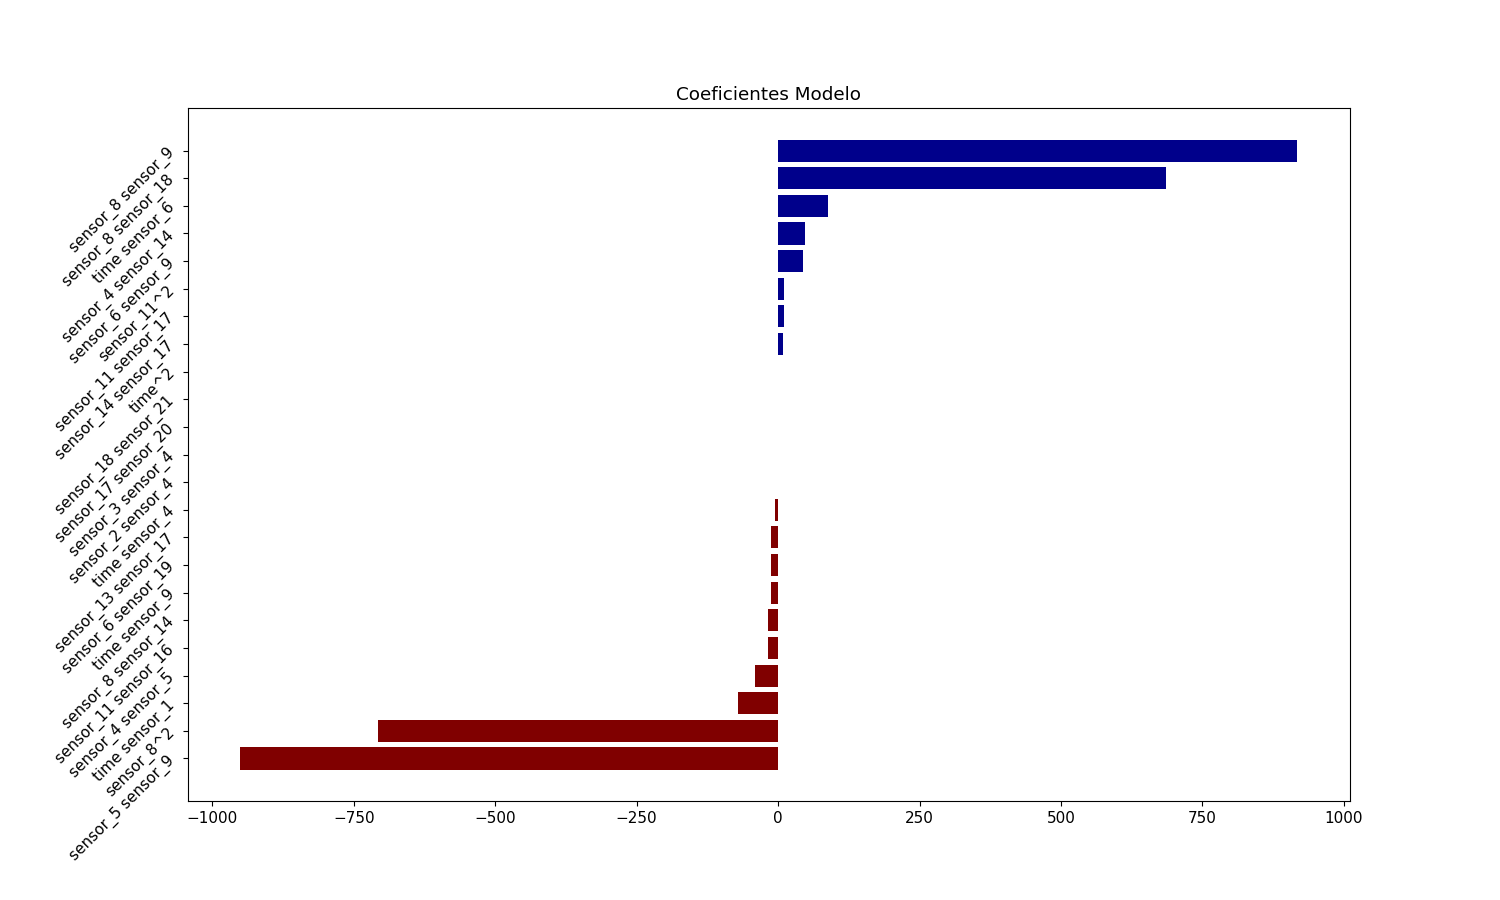 Coeficientes Modelo
sensor_8 sensor_9
sensor_8 sensor_18
time sensor_6
sensor_4 sensor_14
sensor_6 sensor_9
sensor_11^2
sensor_11 sensor_17
sensor_14 sensor_17
time^2
sensor_18 sensor_21
sensor_17 sensor_20
sensor_3 sensor_4
sensor_2 sensor_4
time sensor_4
sensor_13 sensor_17
sensor_6 sensor_19
time sensor_9
sensor_8 sensor_14
sensor_11 sensor_16
sensor_4 sensor_5
time sensor_1
sensor_8^2
sensor_5 sensor_9
−1000 −750 −500 −250 0 250 500 750 1000